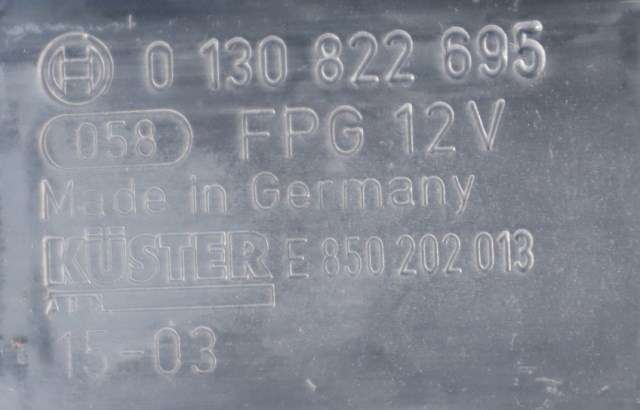 0 130 822 695
058 FPG 12V
Made in Germany
KÜSTER E 850 202 013
15-03